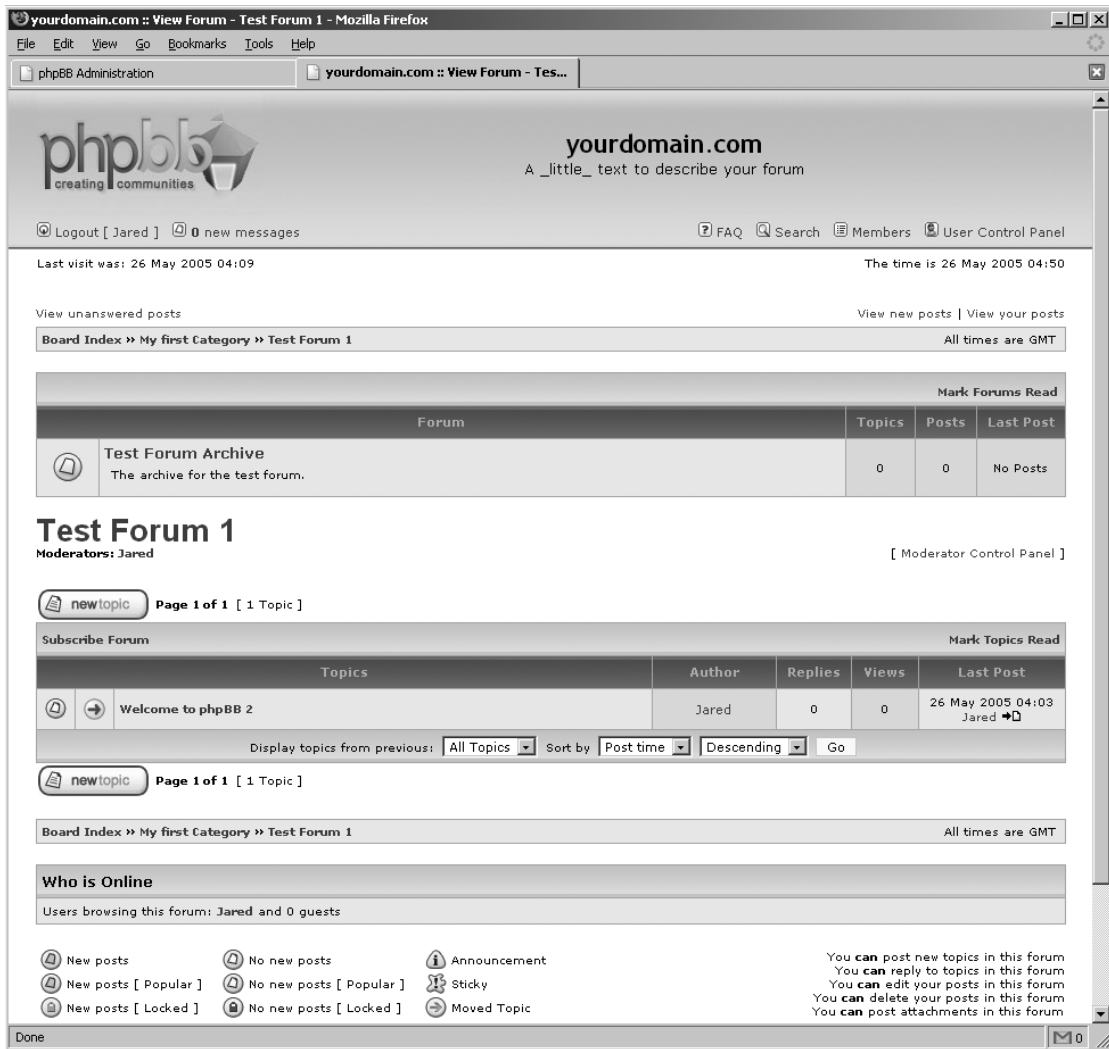 yourdomain.com :: View Forum - Test Forum 1 - Mozilla Firefox
File Edit View Go Bookmarks Tools Help
phpBB Administration yourdomain.com :: View Forum - Tes...
phpbb
creating communities
yourdomain.com
A _little_ text to describe your forum
Logout [ Jared ] 0 new messages FAQ Search Members User Control Panel
Last visit was: 26 May 2005 04:09 The time is 26 May 2005 04:50
View unanswered posts View new posts | View your posts
Board Index » My first Category » Test Forum 1 All times are GMT
Mark Forums Read
Forum Topics Posts Last Post
Test Forum Archive
The archive for the test forum. 0 0 No Posts
Test Forum 1
Moderators: Jared [ Moderator Control Panel ]
newtopic Page 1 of 1 [ 1 Topic ]
Subscribe Forum Mark Topics Read
Topics Author Replies Views Last Post
Welcome to phpBB 2 Jared 0 0 26 May 2005 04:03
Jared
Display topics from previous: All Topics Sort by Post time Descending Go
newtopic Page 1 of 1 [ 1 Topic ]
Board Index » My first Category » Test Forum 1 All times are GMT
Who is Online
Users browsing this forum: Jared and 0 guests
New posts No new posts Announcement
New posts [ Popular ] No new posts [ Popular ] Sticky
New posts [ Locked ] No new posts [ Locked ] Moved Topic
You can post new topics in this forum
You can reply to topics in this forum
You can edit your posts in this forum
You can delete your posts in this forum
You can post attachments in this forum
Done 0